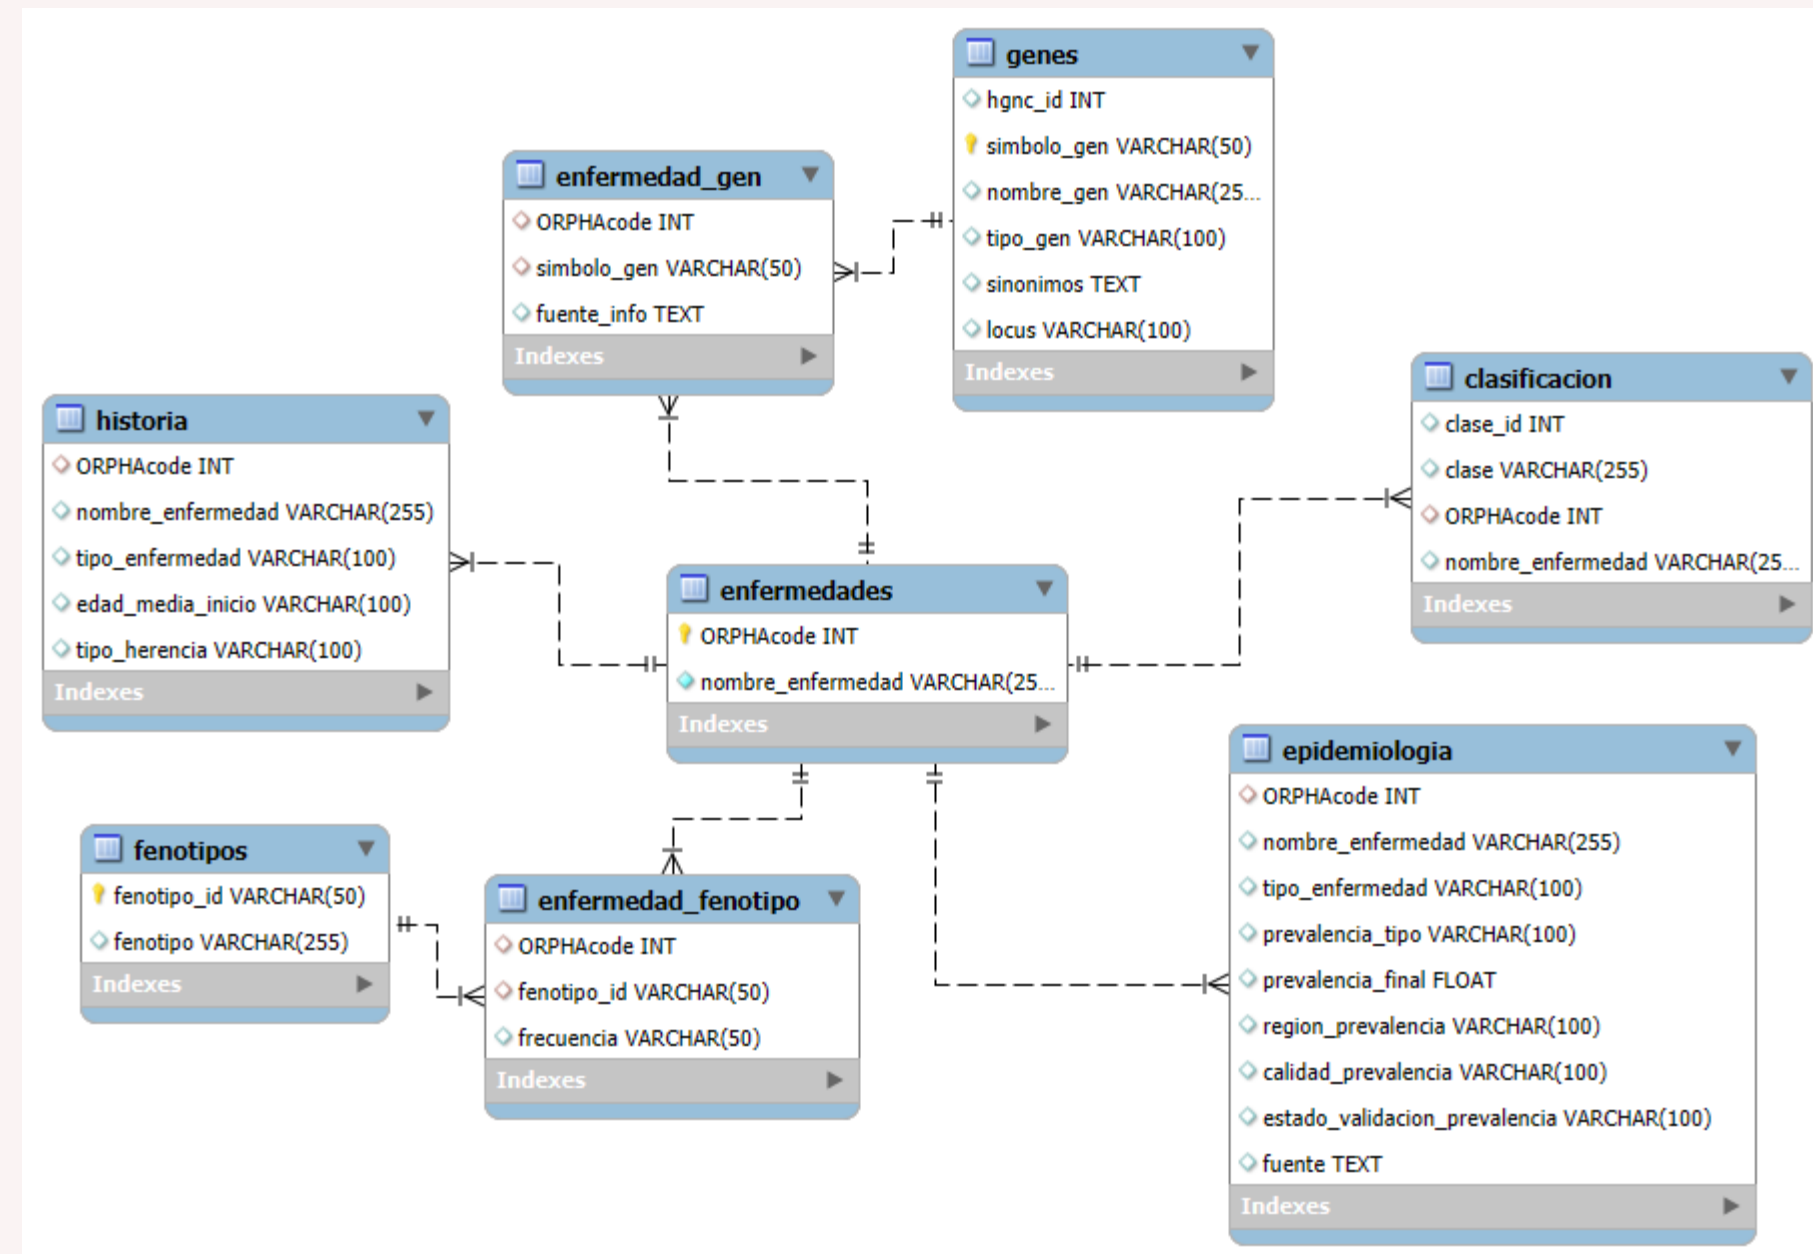 genes
hgnc_id INT
simbolo_gen VARCHAR(50)
nombre_gen VARCHAR(25...
tipo_gen VARCHAR(100)
sinonimos TEXT
locus VARCHAR(100)
Indexes
enfermedad_gen
ORPHAcode INT
simbolo_gen VARCHAR(50)
fuente_info TEXT
Indexes
clasificacion
clase_id INT
clase VARCHAR(255)
ORPHAcode INT
nombre_enfermedad VARCHAR(25...
Indexes
historia
ORPHAcode INT
nombre_enfermedad VARCHAR(255)
tipo_enfermedad VARCHAR(100)
edad_media_inicio VARCHAR(100)
tipo_herencia VARCHAR(100)
Indexes
enfermedades
ORPHAcode INT
nombre_enfermedad VARCHAR(25...
Indexes
epidemiologia
ORPHAcode INT
nombre_enfermedad VARCHAR(255)
tipo_enfermedad VARCHAR(100)
prevalencia_tipo VARCHAR(100)
prevalencia_final FLOAT
region_prevalencia VARCHAR(100)
calidad_prevalencia VARCHAR(100)
estado_validacion_prevalencia VARCHAR(100)
fuente TEXT
Indexes
fenotipos
fenotipo_id VARCHAR(50)
fenotipo VARCHAR(255)
Indexes
enfermedad_fenotipo
ORPHAcode INT
fenotipo_id VARCHAR(50)
frecuencia VARCHAR(50)
Indexes